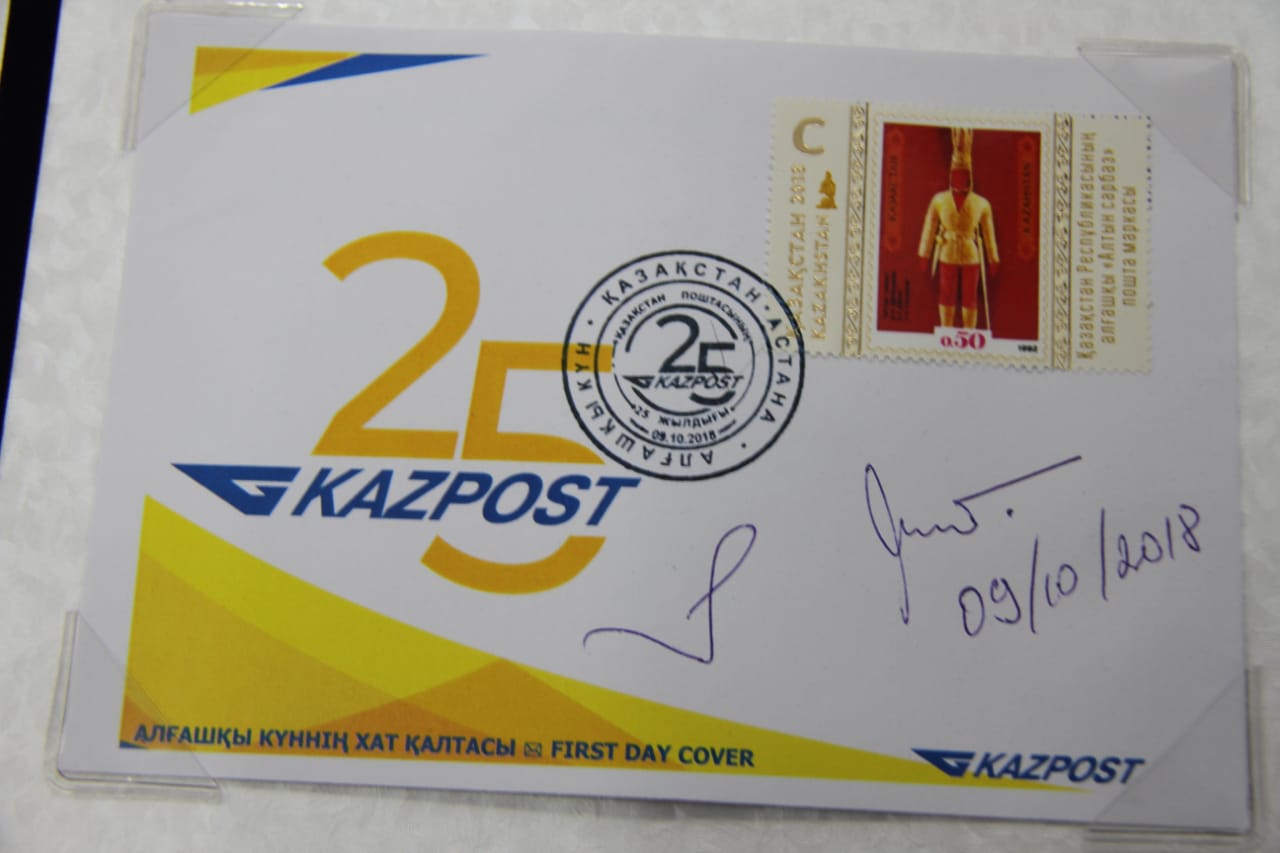 25
KAZPOST
ҚАЗАҚСТАН • АСТАНА • АЛҒАШҚЫ КҮН •
ҚАЗАҚСТАН ПОШТАСЫНЫҢ
25
KAZPOST
25 ЖЫЛДЫҒЫ
09.10.2018
C
ҚАЗАҚСТАН 2018
KAZAKHSTAN
ҚАЗАҚСТАН
KAZAHSTAN
0.50
1992
Қазақстан Республикасының
алғашқы «Алтын сарбаз»
пошта маркасы
09/10/2018
АЛҒАШҚЫ КҮННІҢ ХАТ ҚАЛТАСЫ ✉ FIRST DAY COVER
KAZPOST